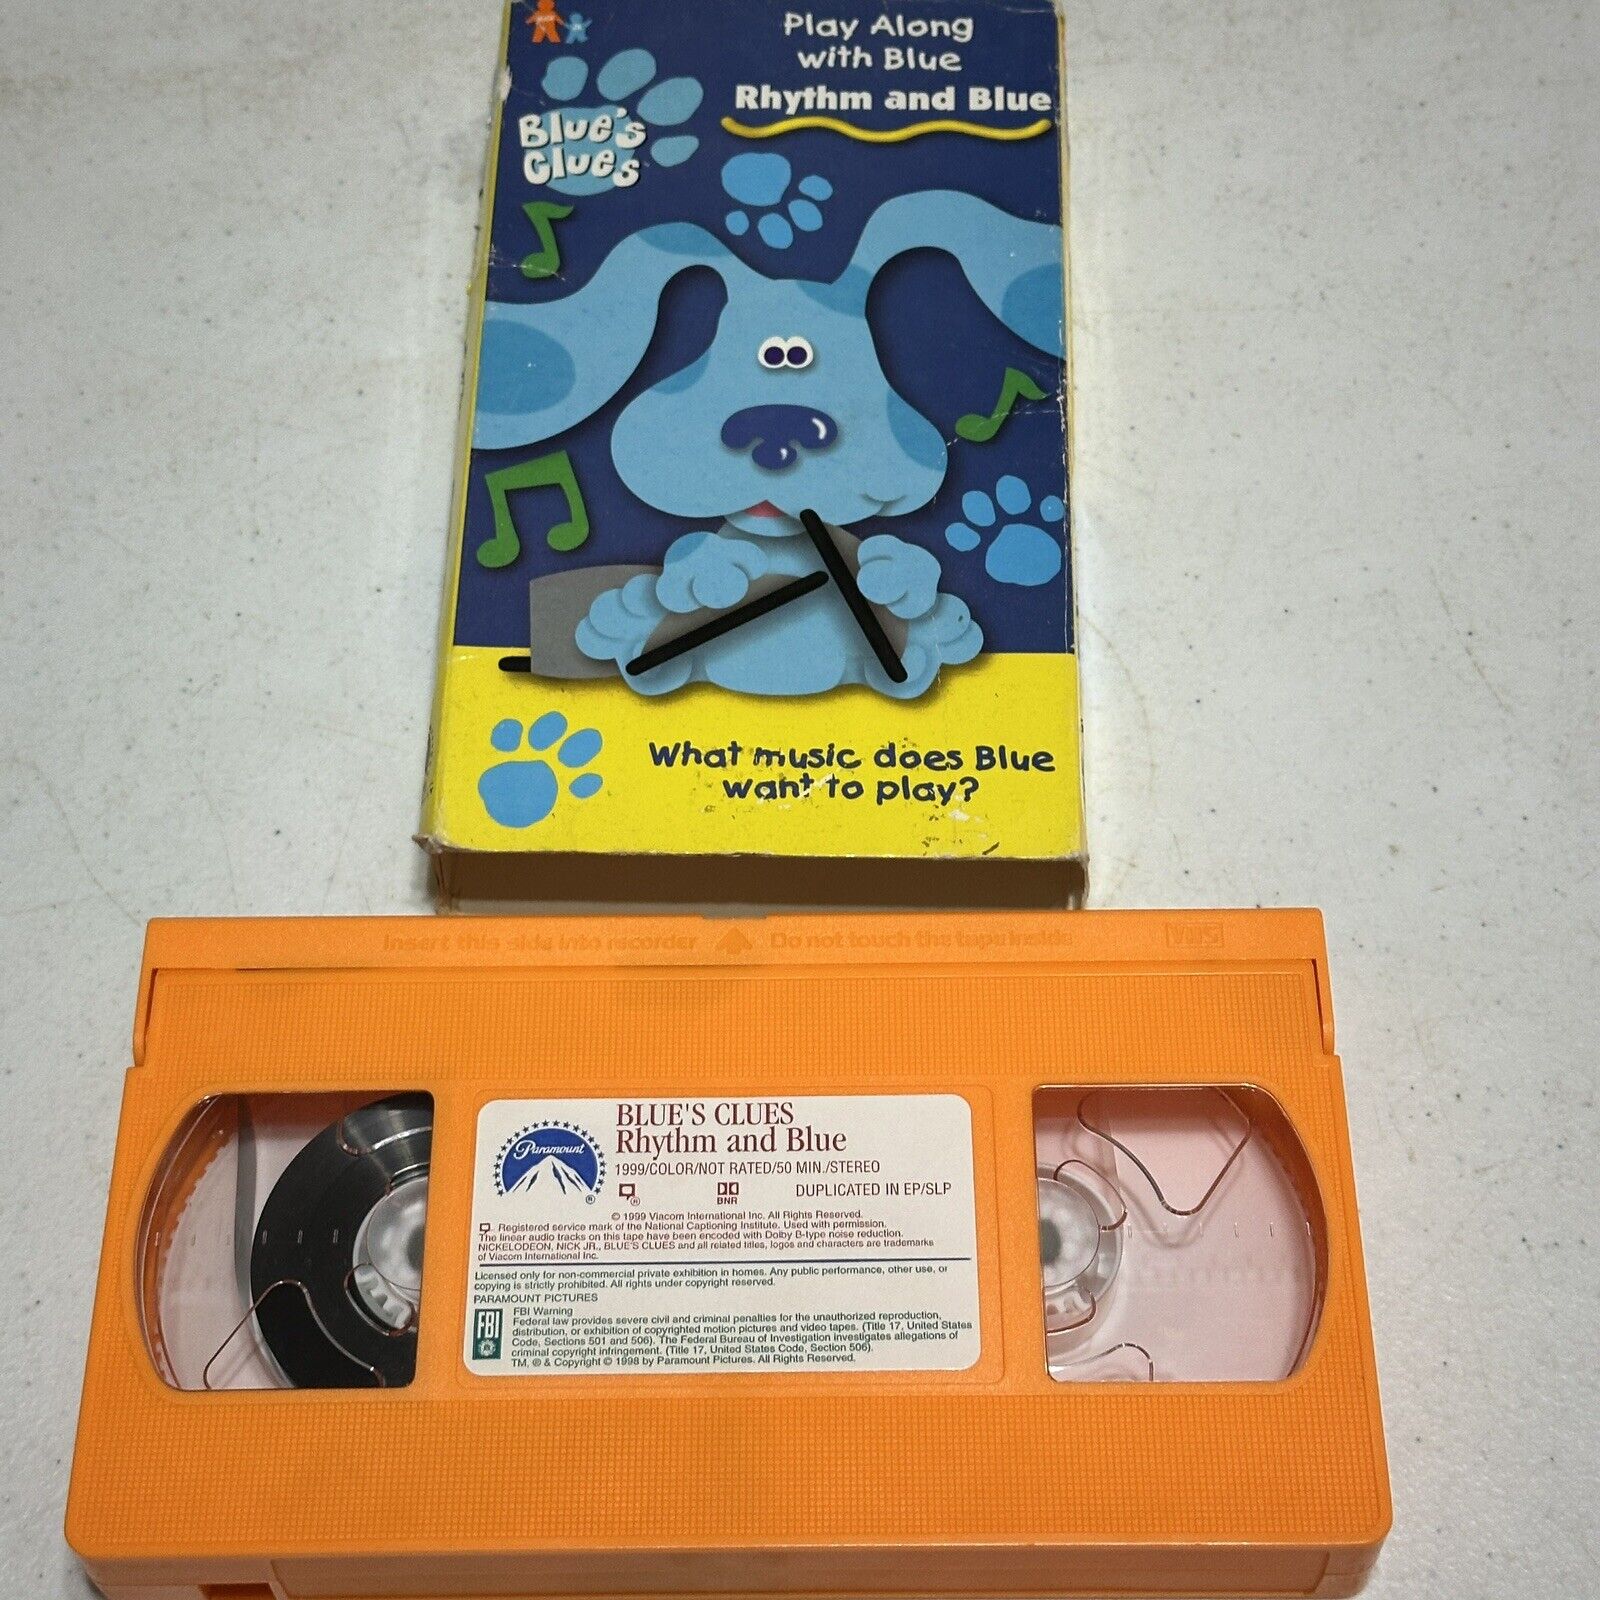 Play Along
with Blue
Rhythm and Blue
Blue's
Clues
What music does Blue
want to play?
Insert this side into recorder Do not touch the tape inside VHS
Paramount
®
BLUE'S CLUES
Rhythm and Blue
1999/COLOR/NOT RATED/50 MIN./STEREO
® BNR DUPLICATED IN EP/SLP
© 1999 Viacom International Inc. All Rights Reserved.
Registered service mark of the National Captioning Institute. Used with permission.
The linear audio tracks on this tape have been encoded with Dolby B-type noise reduction.
NICKELODEON, NICK JR., BLUE'S CLUES and all related titles, logos and characters are trademarks
of Viacom International Inc.
Licensed only for non-commercial private exhibition in homes. Any public performance, other use, or
copying is strictly prohibited. All rights under copyright reserved.
PARAMOUNT PICTURES
FBI
FBI Warning
Federal law provides severe civil and criminal penalties for the unauthorized reproduction,
distribution, or exhibition of copyrighted motion pictures and video tapes. (Title 17, United States
Code, Sections 501 and 506). The Federal Bureau of Investigation investigates allegations of
criminal copyright infringement. (Title 17, United States Code, Section 506).
TM, ® & Copyright © 1998 by Paramount Pictures. All Rights Reserved.